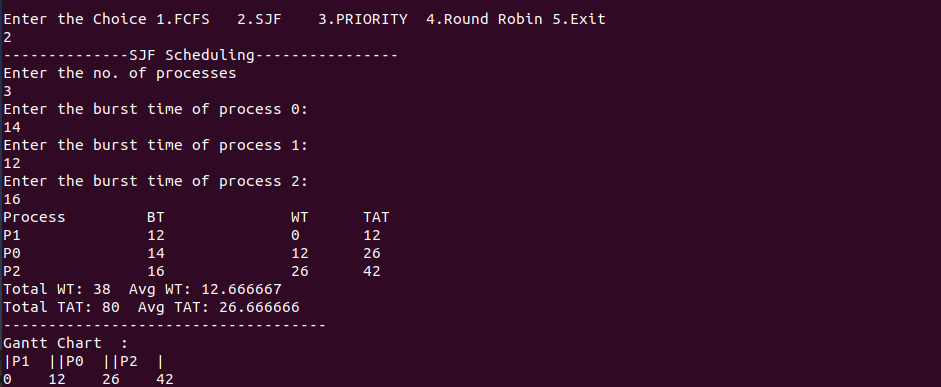 Enter the Choice 1.FCFS   2.SJF    3.PRIORITY  4.Round Robin 5.Exit
2
--------------SJF Scheduling----------------
Enter the no. of processes
3
Enter the burst time of process 0:
14
Enter the burst time of process 1:
12
Enter the burst time of process 2:
16
Process         BT              WT      TAT
P1              12              0       12
P0              14              12      26
P2              16              26      42
Total WT: 38  Avg WT: 12.666667
Total TAT: 80  Avg TAT: 26.666666
------------------------------------
Gantt Chart  :
|P1  ||P0  ||P2  |
0    12    26    42